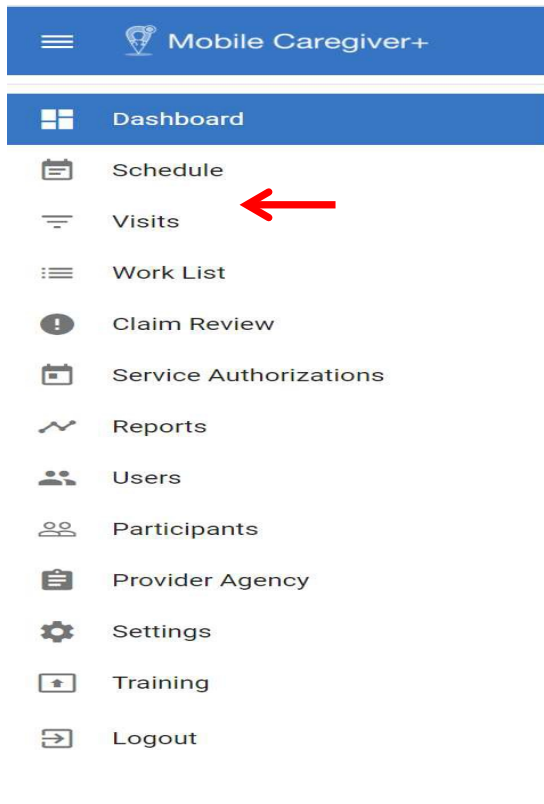 Mobile Caregiver+
Dashboard
Schedule
Visits
Work List
Claim Review
Service Authorizations
Reports
Users
Participants
Provider Agency
Settings
Training
Logout